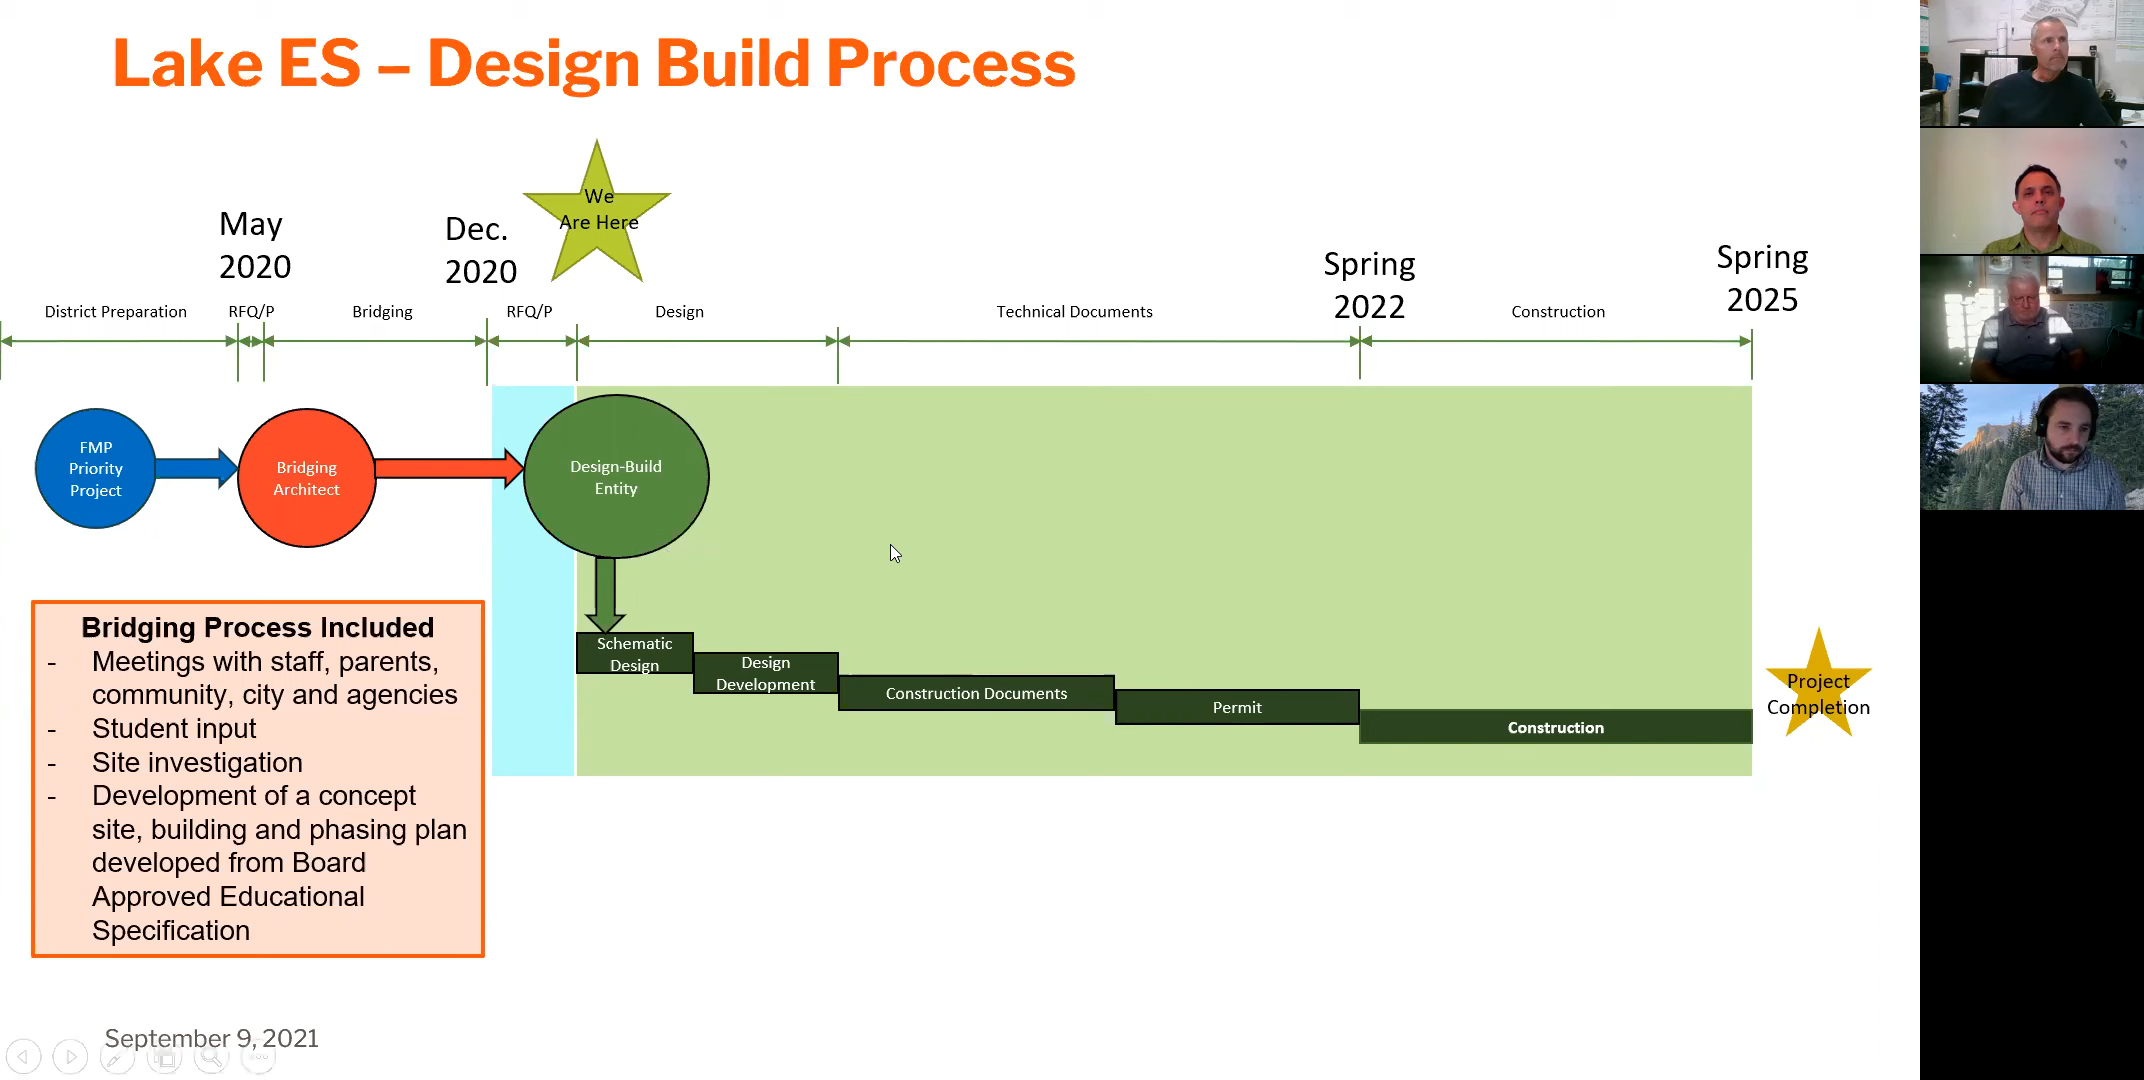 Lake ES – Design Build Process
We
Are Here
May
2020
Dec.
2020
Spring
2022
Spring
2025
District Preparation
RFQ/P
Bridging
RFQ/P
Design
Technical Documents
Construction
FMP
Priority
Project
Bridging
Architect
Design-Build
Entity
Schematic
Design
Design
Development
Construction Documents
Permit
Construction
Project
Completion
Bridging Process Included
- Meetings with staff, parents,
community, city and agencies
- Student input
- Site investigation
- Development of a concept
site, building and phasing plan
developed from Board
Approved Educational
Specification
September 9, 2021